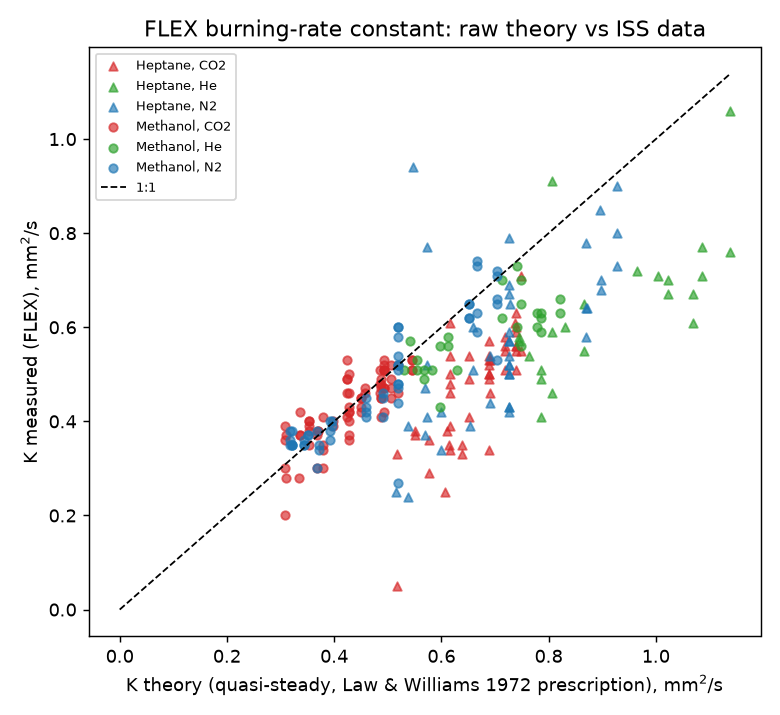 FLEX burning-rate constant: raw theory vs ISS data
Heptane, CO2
Heptane, He
Heptane, N2
Methanol, CO2
Methanol, He
Methanol, N2
1:1
K measured (FLEX), mm²/s
1.0
0.8
0.6
0.4
0.2
0.0
0.0 0.2 0.4 0.6 0.8 1.0
K theory (quasi-steady, Law & Williams 1972 prescription), mm²/s